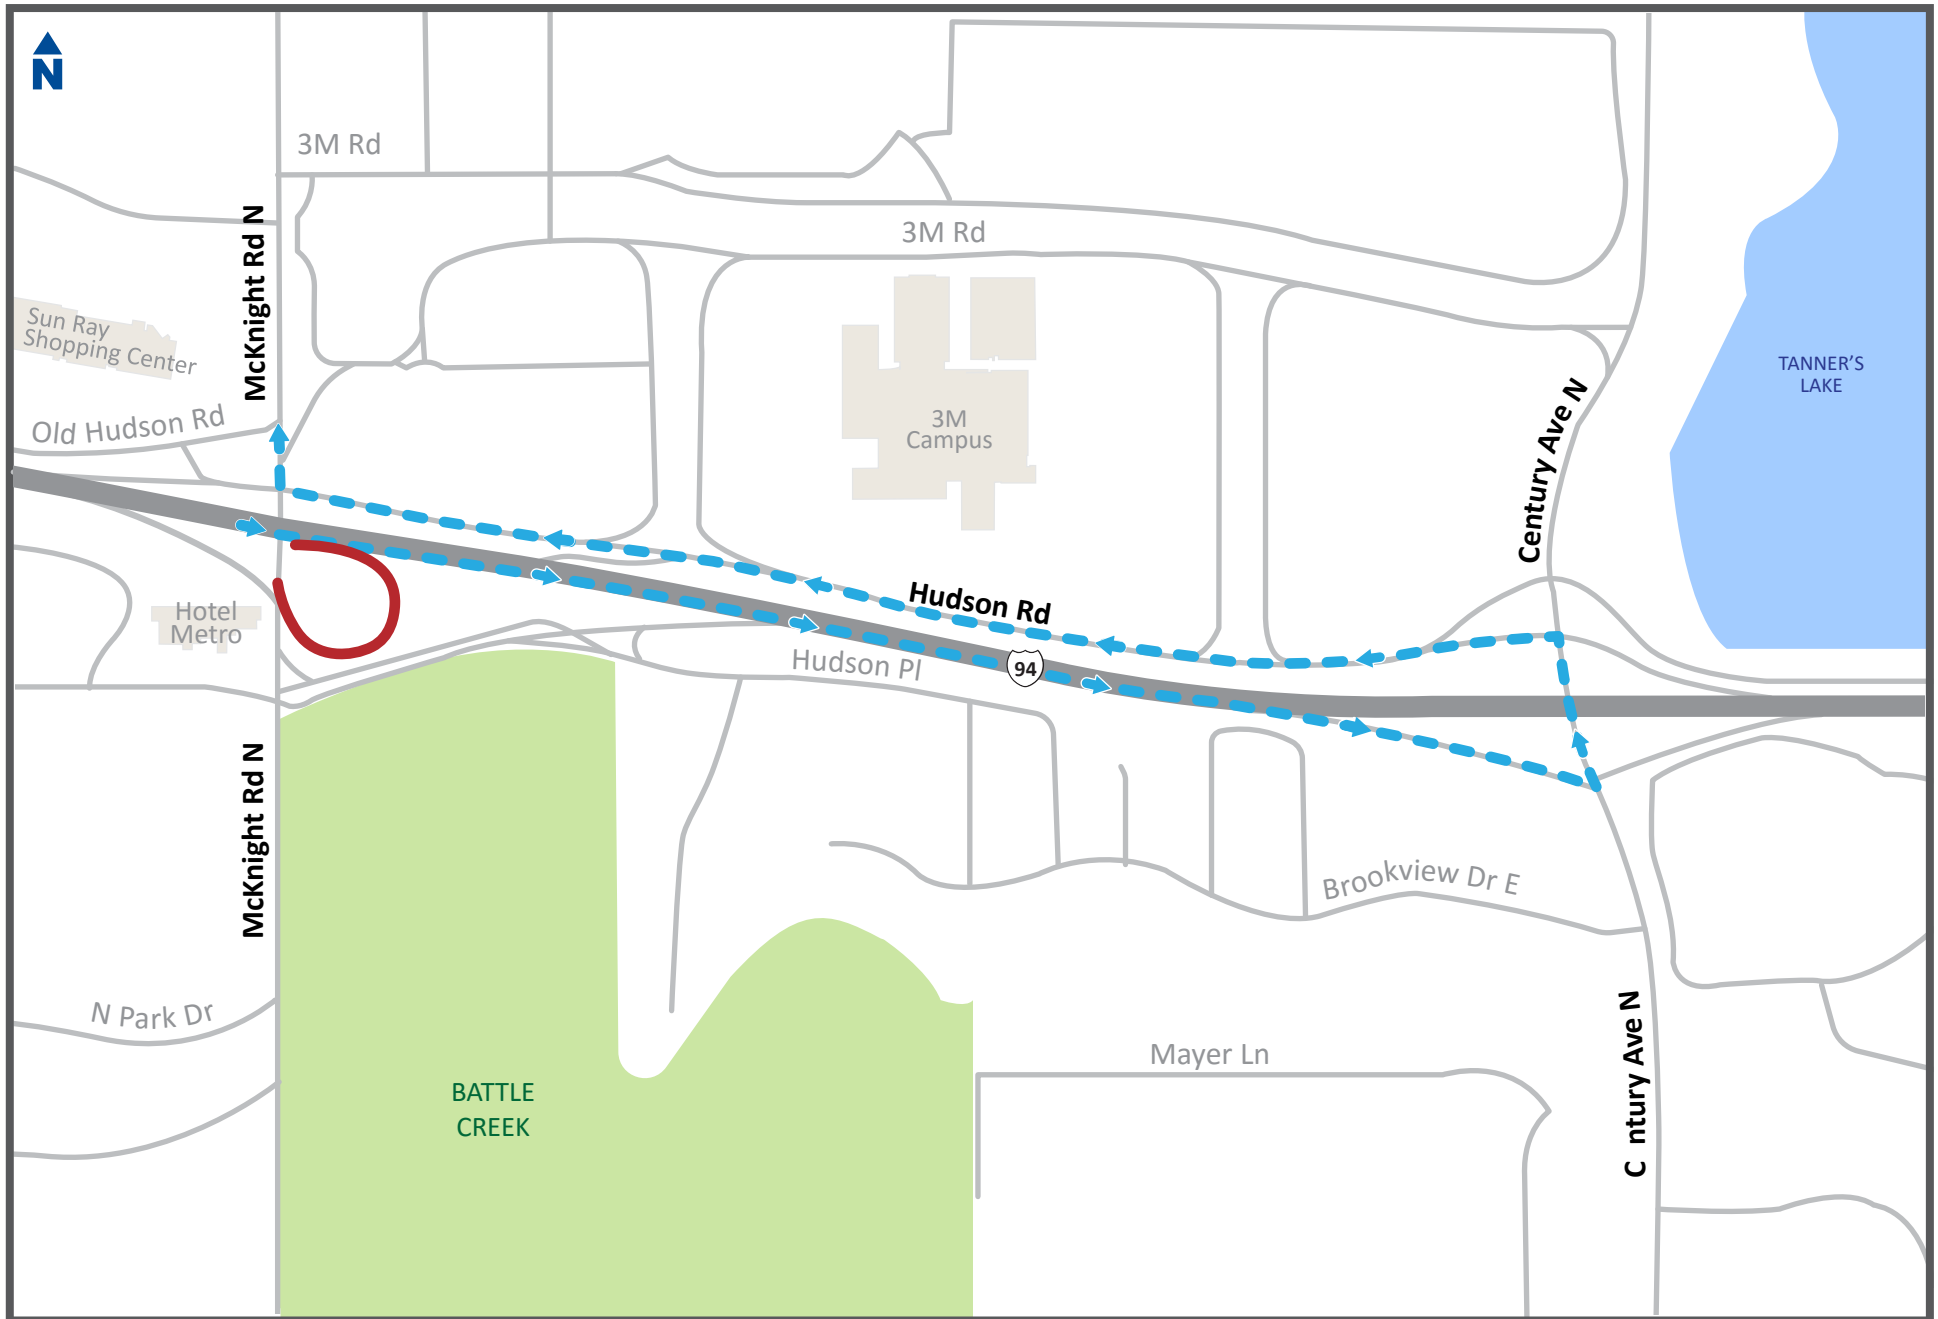 N
3M Rd
McKnight Rd N
3M Rd
Sun Ray
Shopping Center
TANNER'S
LAKE
Old Hudson Rd
3M
Campus
Century Ave N
Hudson Rd
Hotel
Metro
Hudson Pl
94
McKnight Rd N
Brookview Dr E
N Park Dr
C ntury Ave N
Mayer Ln
BATTLE
CREEK